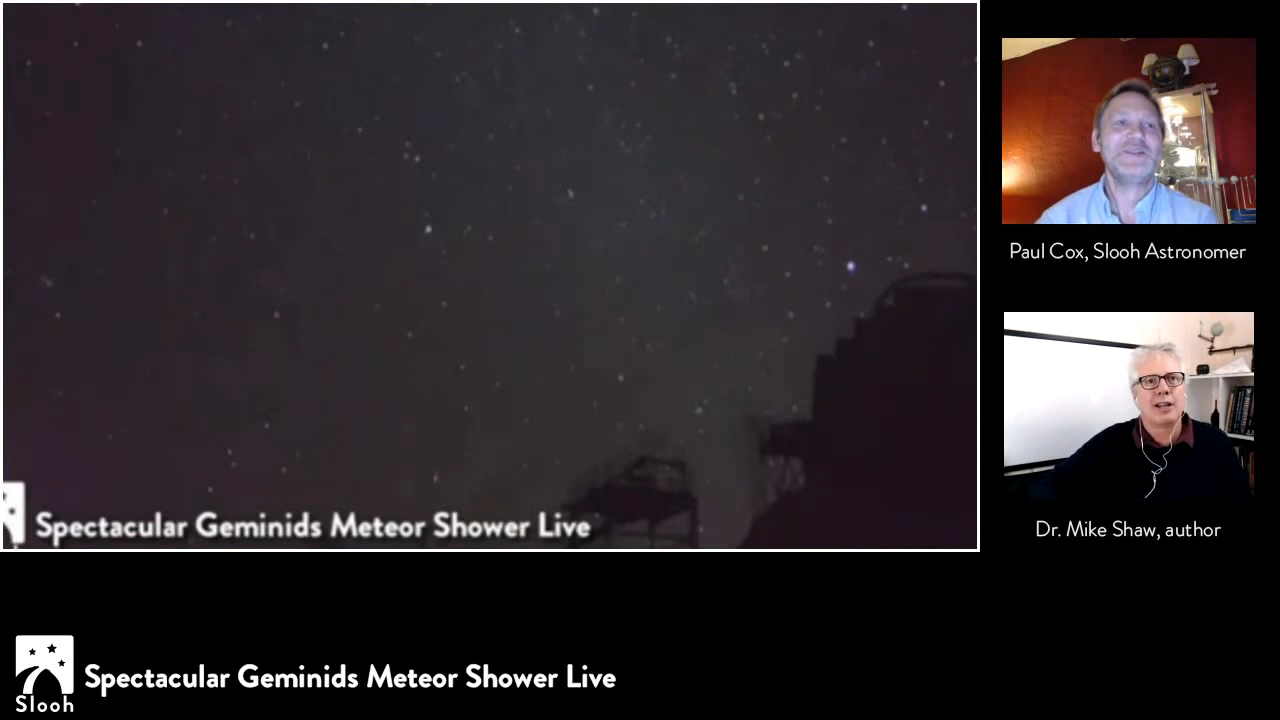 Spectacular Geminids Meteor Shower Live
Paul Cox, Slooh Astronomer
Dr. Mike Shaw, author
Spectacular Geminids Meteor Shower Live
Slooh